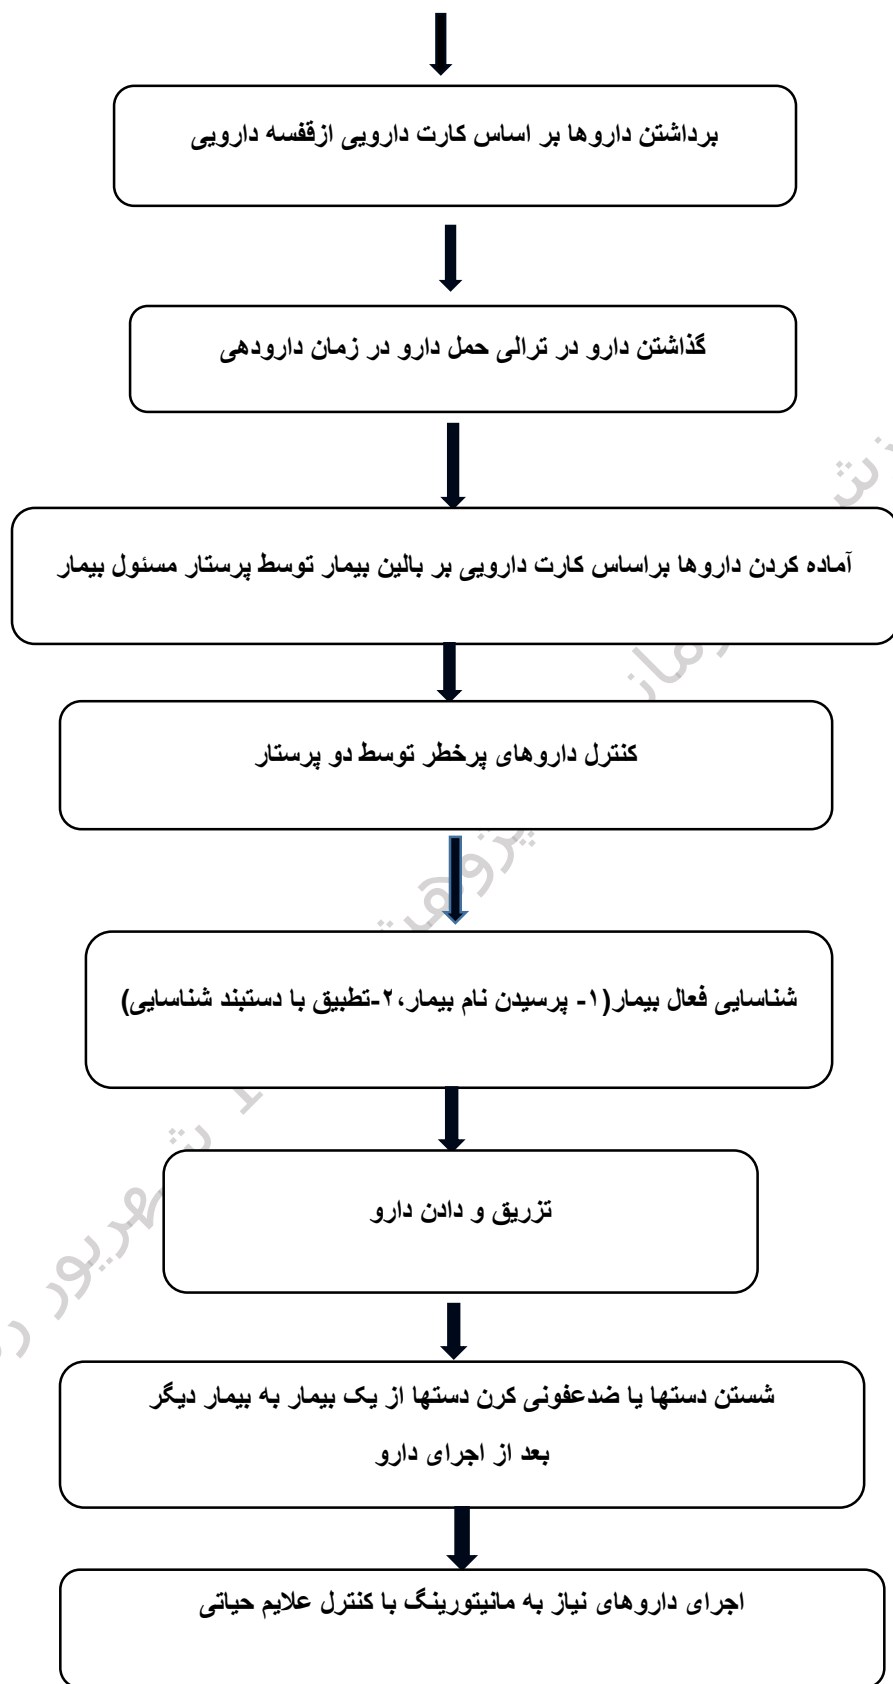 برداشتن داروها بر اساس کارت دارویی ازقفسه دارویی
گذاشتن دارو در ترالی حمل دارو در زمان دارودهی
آماده کردن داروها براساس کارت دارویی بر بالین بیمار توسط پرستار مسئول بیمار
کنترل داروهای پرخطر توسط دو پرستار
شناسایی فعال بیمار(۱- پرسیدن نام بیمار،۲-تطبیق با دستبند شناسایی)
تزریق و دادن دارو
شستن دستها یا ضدعفونی کرن دستها از یک بیمار به بیمار دیگر
بعد از اجرای دارو
اجرای داروهای نیاز به مانیتورینگ با کنترل علایم حیاتی